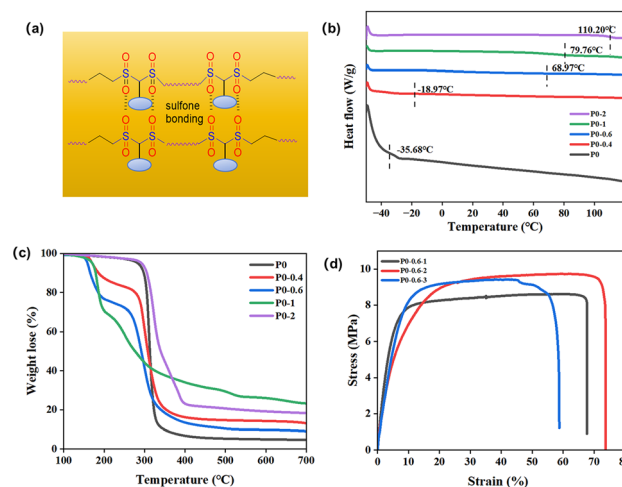 (a)
O O O O
S S S S
O O O O
sulfone
bonding
O O O O
S S S S
O O O O
(b)
Heat flow (W/g)
110.20℃
79.76℃
68.97℃
-18.97℃
-35.68℃
P0-2
P0-1
P0-0.6
P0-0.4
P0
-40 -20 0 20 40 60 80 100
Temperature (℃)
(c)
Weight lose (%)
100
80
60
40
20
0
P0
P0-0.4
P0-0.6
P0-1
P0-2
100 200 300 400 500 600 700
Temperature (℃)
(d)
Stress (MPa)
P0-0.6-1
P0-0.6-2
P0-0.6-3
10
8
6
4
2
0
0 10 20 30 40 50 60 70 80
Strain (%)